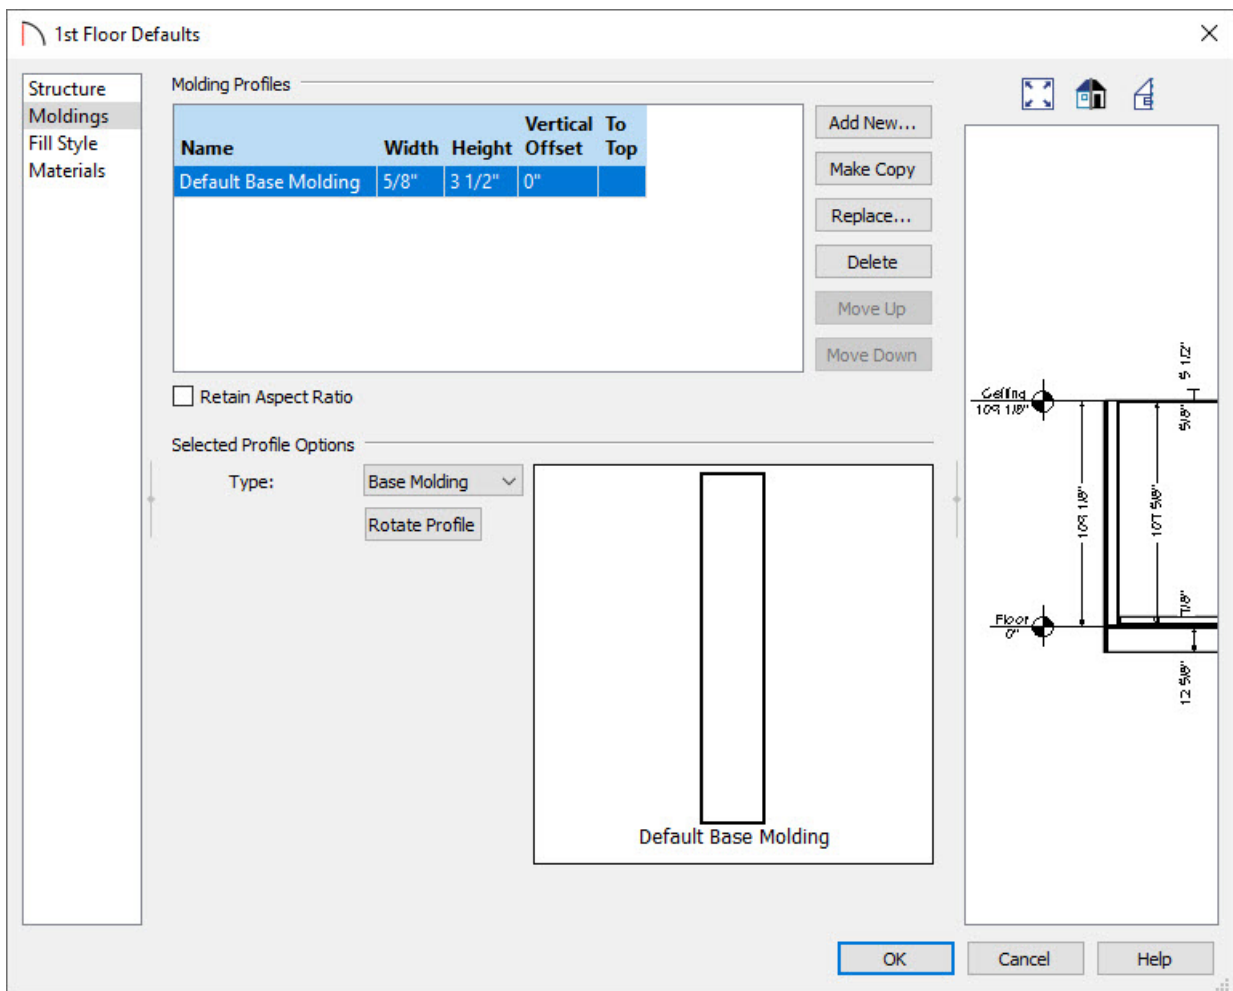 1st Floor Defaults
Structure
Moldings
Fill Style
Materials
Molding Profiles
Name Width Height Vertical Offset To Top
Default Base Molding 5/8" 3 1/2" 0"
Add New...
Make Copy
Replace...
Delete
Move Up
Move Down
Retain Aspect Ratio
Selected Profile Options
Type: Base Molding
Rotate Profile
Default Base Molding
5 1/2"
Ceiling
109 1/8"
5/8"
109 1/8"
107 5/8"
7/8"
Floor
0"
12 5/8"
OK Cancel Help